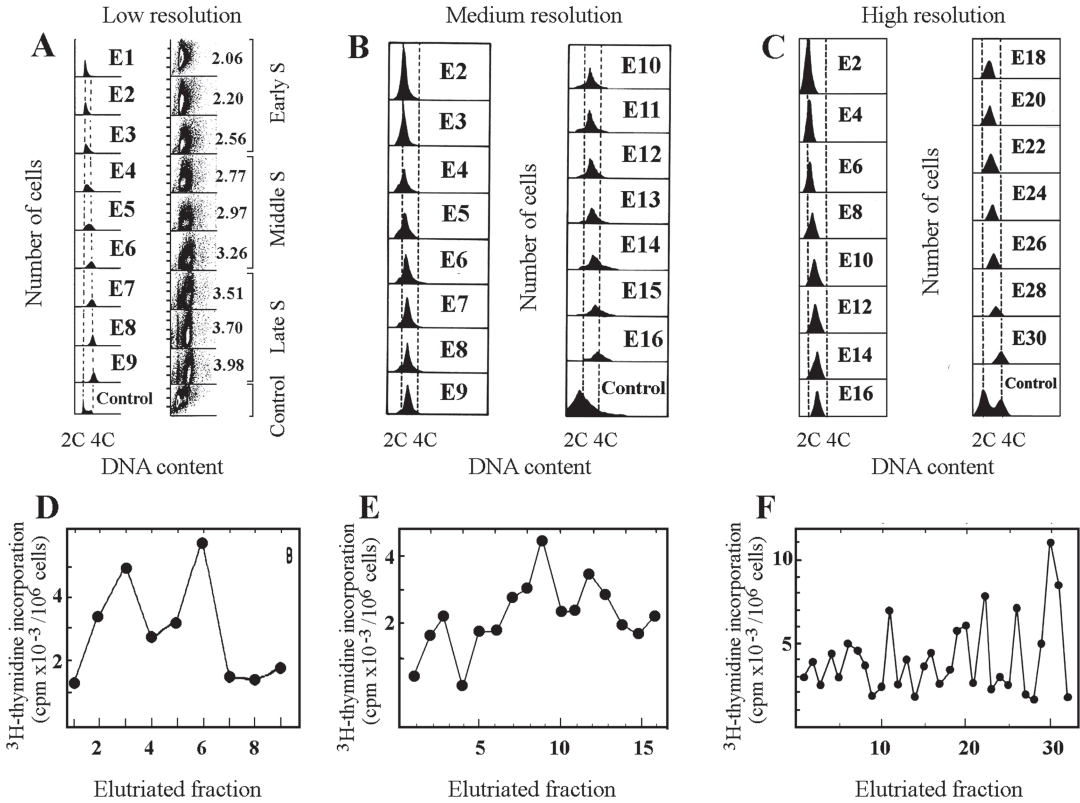 Low resolution
Medium resolution
High resolution
A
Number of cells
E1
E2
E3
E4
E5
E6
E7
E8
E9
Control
2.06
2.20
2.56
2.77
2.97
3.26
3.51
3.70
3.98
Early S
Middle S
Late S
Control
2C 4C
DNA content
B
E2
E3
E4
E5
E6
E7
E8
E9
2C 4C
Number of cells
E10
E11
E12
E13
E14
E15
E16
Control
2C 4C
DNA content
C
E2
E4
E6
E8
E10
E12
E14
E16
2C 4C
Number of cells
E18
E20
E22
E24
E26
E28
E30
Control
2C 4C
DNA content
D
³H-thymidine incorporation
(cpm x10⁻³ /10⁶ cells)
4
2
2 4 6 8
Elutriated fraction
E
³H-thymidine incorporation
(cpm x10⁻³ /10⁶ cells)
4
2
5 10 15
Elutriated fraction
F
³H-thymidine incorporation
(cpm x10⁻³ /10⁶ cells)
10
5
10 20 30
Elutriated fraction